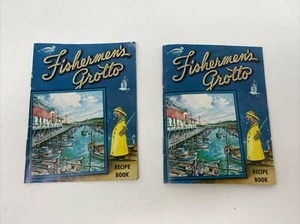 Fishermen's
Grotto
RECIPE
BOOK
Fishermen's
Grotto
RECIPE
BOOK